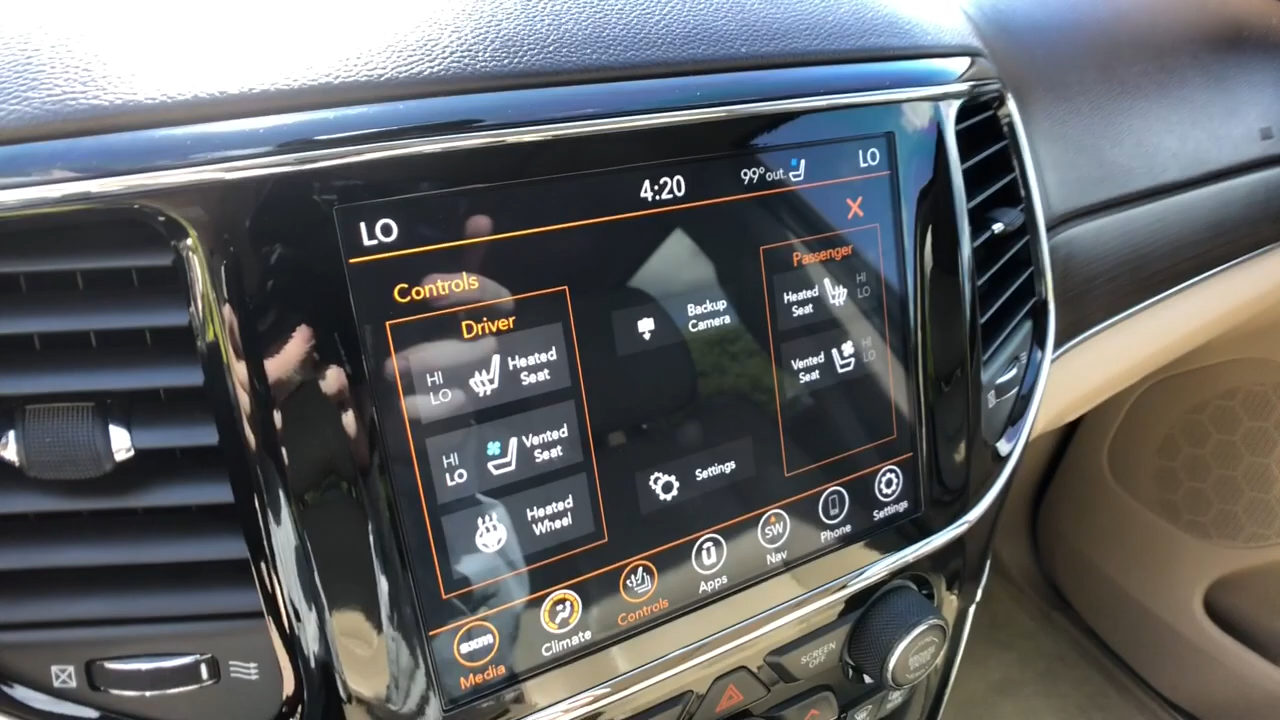 LO
4:20
99° out.
LO
Controls
Driver
HI
LO
Heated
Seat
HI
LO
Vented
Seat
Heated
Wheel
Backup
Camera
Settings
Passenger
Heated
Seat
HI
LO
Vented
Seat
HI
LO
sxm
Media
Climate
Controls
Apps
SW
Nav
Phone
Settings
SCREEN
OFF